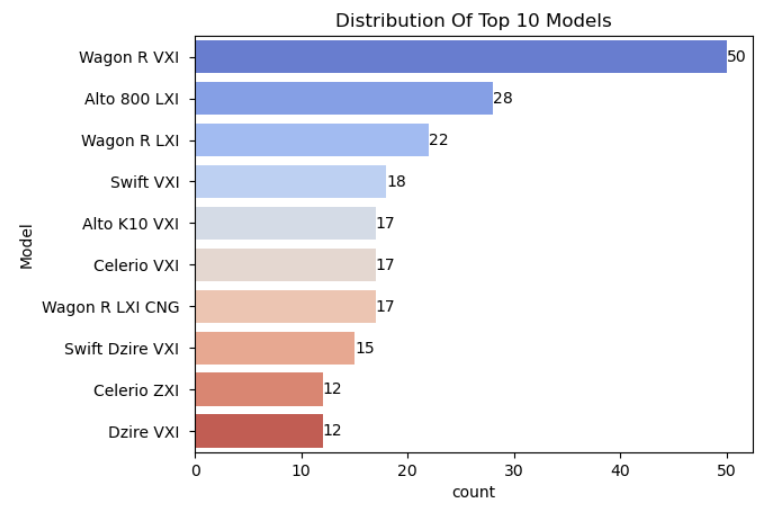 Distribution Of Top 10 Models
Model
Wagon R VXI 50
Alto 800 LXI 28
Wagon R LXI 22
Swift VXI 18
Alto K10 VXI 17
Celerio VXI 17
Wagon R LXI CNG 17
Swift Dzire VXI 15
Celerio ZXI 12
Dzire VXI 12
0 10 20 30 40 50
count